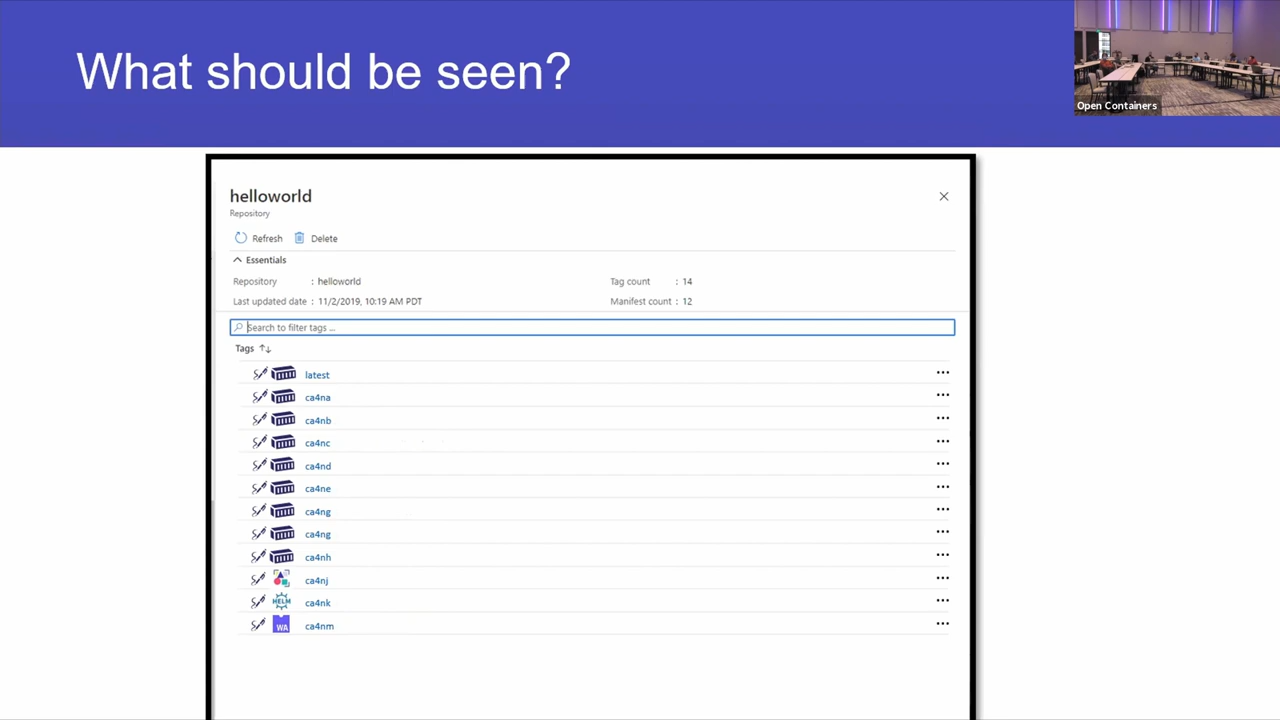 What should be seen?
Open Containers
helloworld
Repository
Refresh Delete
Essentials
Repository : helloworld Tag count : 14
Last updated date : 11/2/2019, 10:19 AM PDT Manifest count : 12
Search to filter tags ...
Tags
latest
ca4na
ca4nb
ca4nc
ca4nd
ca4ne
ca4ng
ca4ng
ca4nh
ca4nj
HELM ca4nk
WA ca4nm